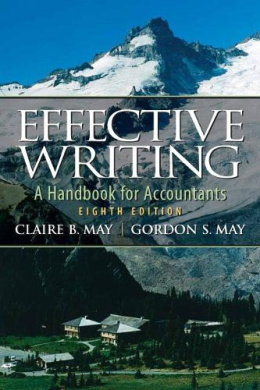 EFFECTIVE
WRITING
A Handbook for Accountants
EIGHTH EDITION
CLAIRE B. MAY | GORDON S. MAY